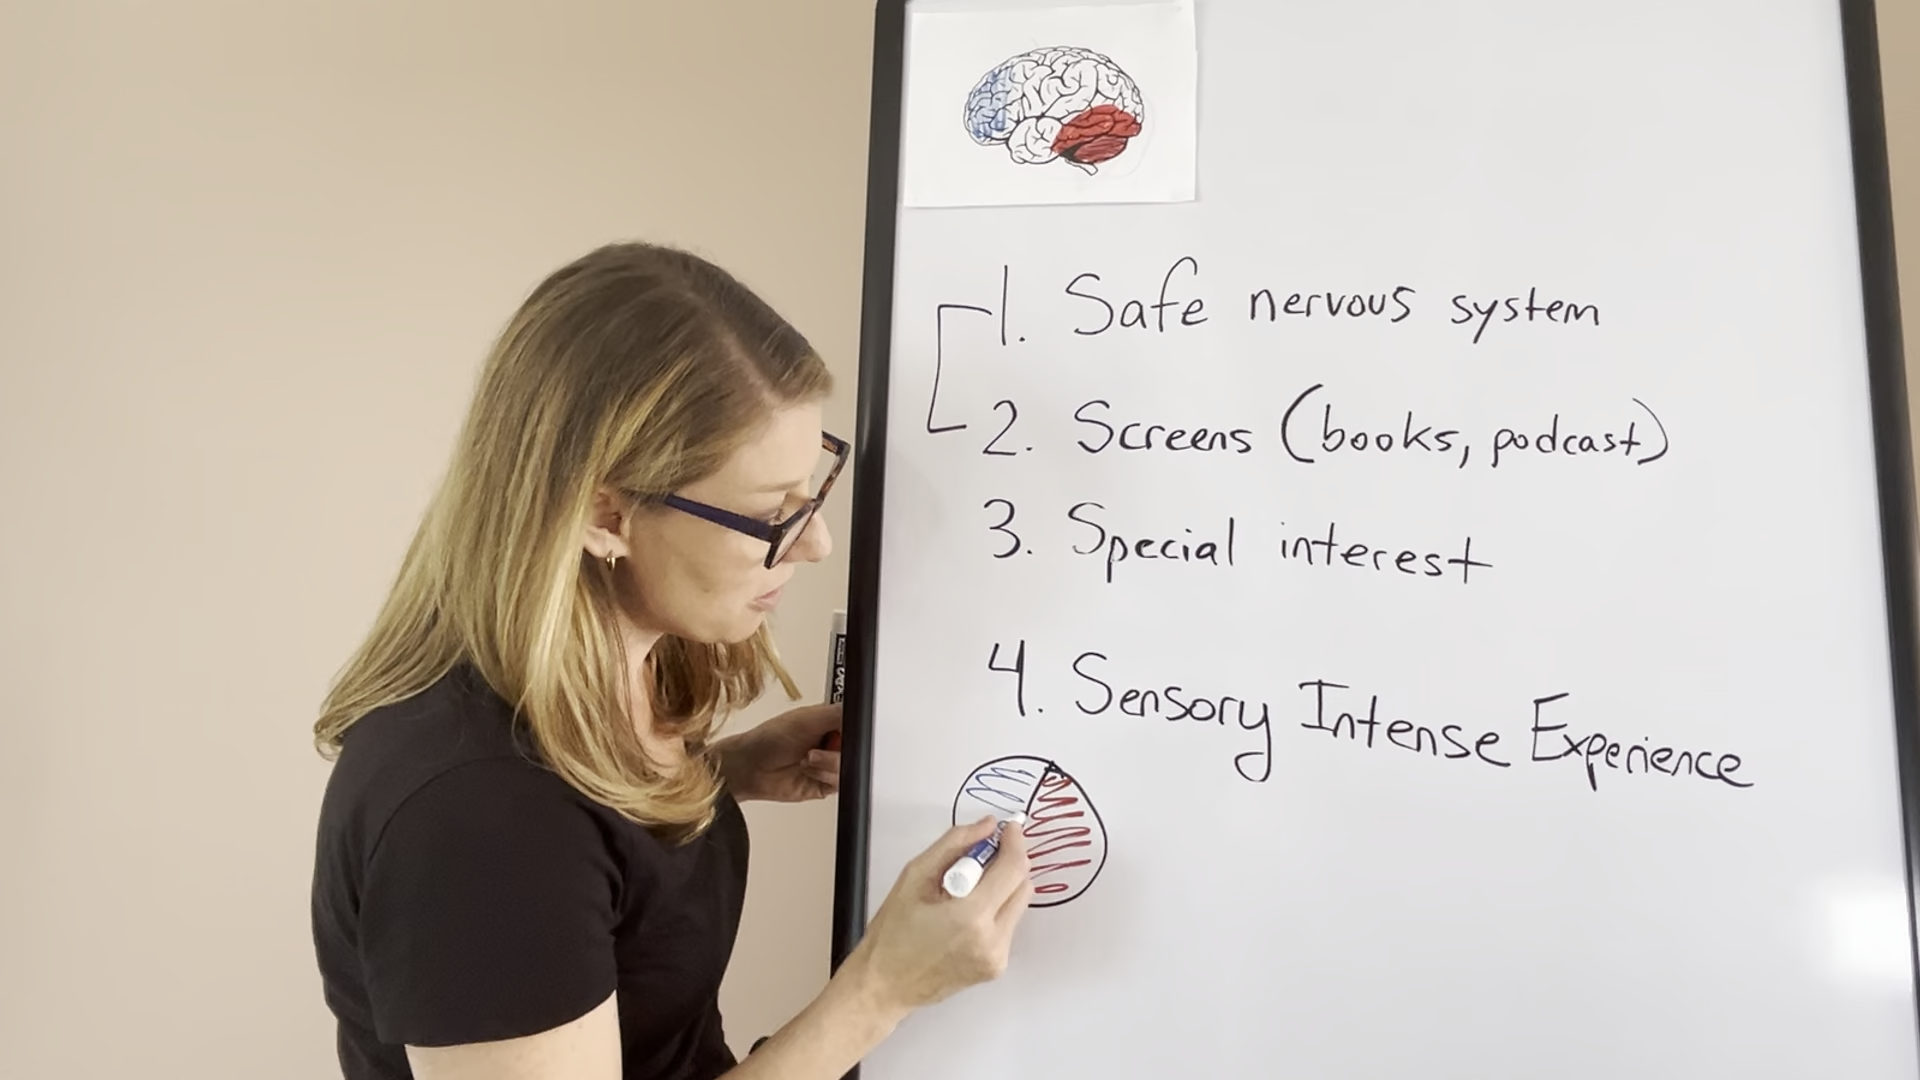 1. Safe nervous system
2. Screens (books, podcast)
3. Special interest
4. Sensory Intense Experience